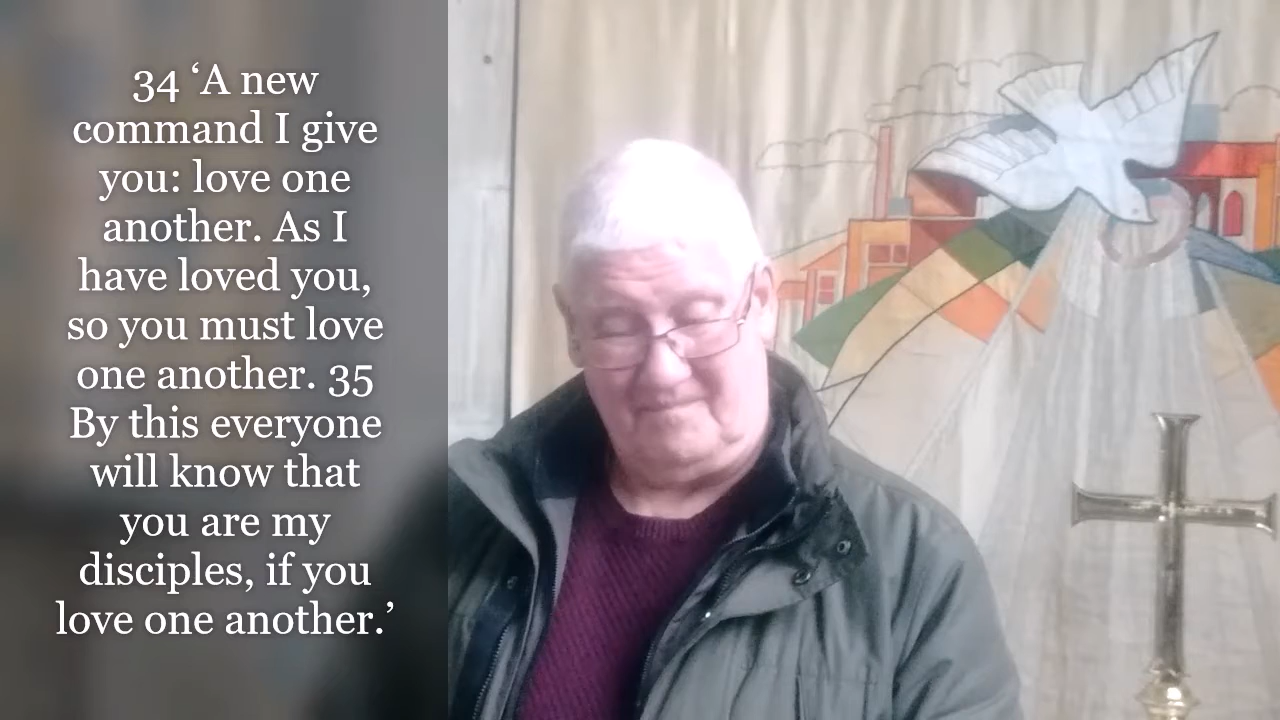 34 ‘A new
command I give
you: love one
another. As I
have loved you,
so you must love
one another. 35
By this everyone
will know that
you are my
disciples, if you
love one another.’